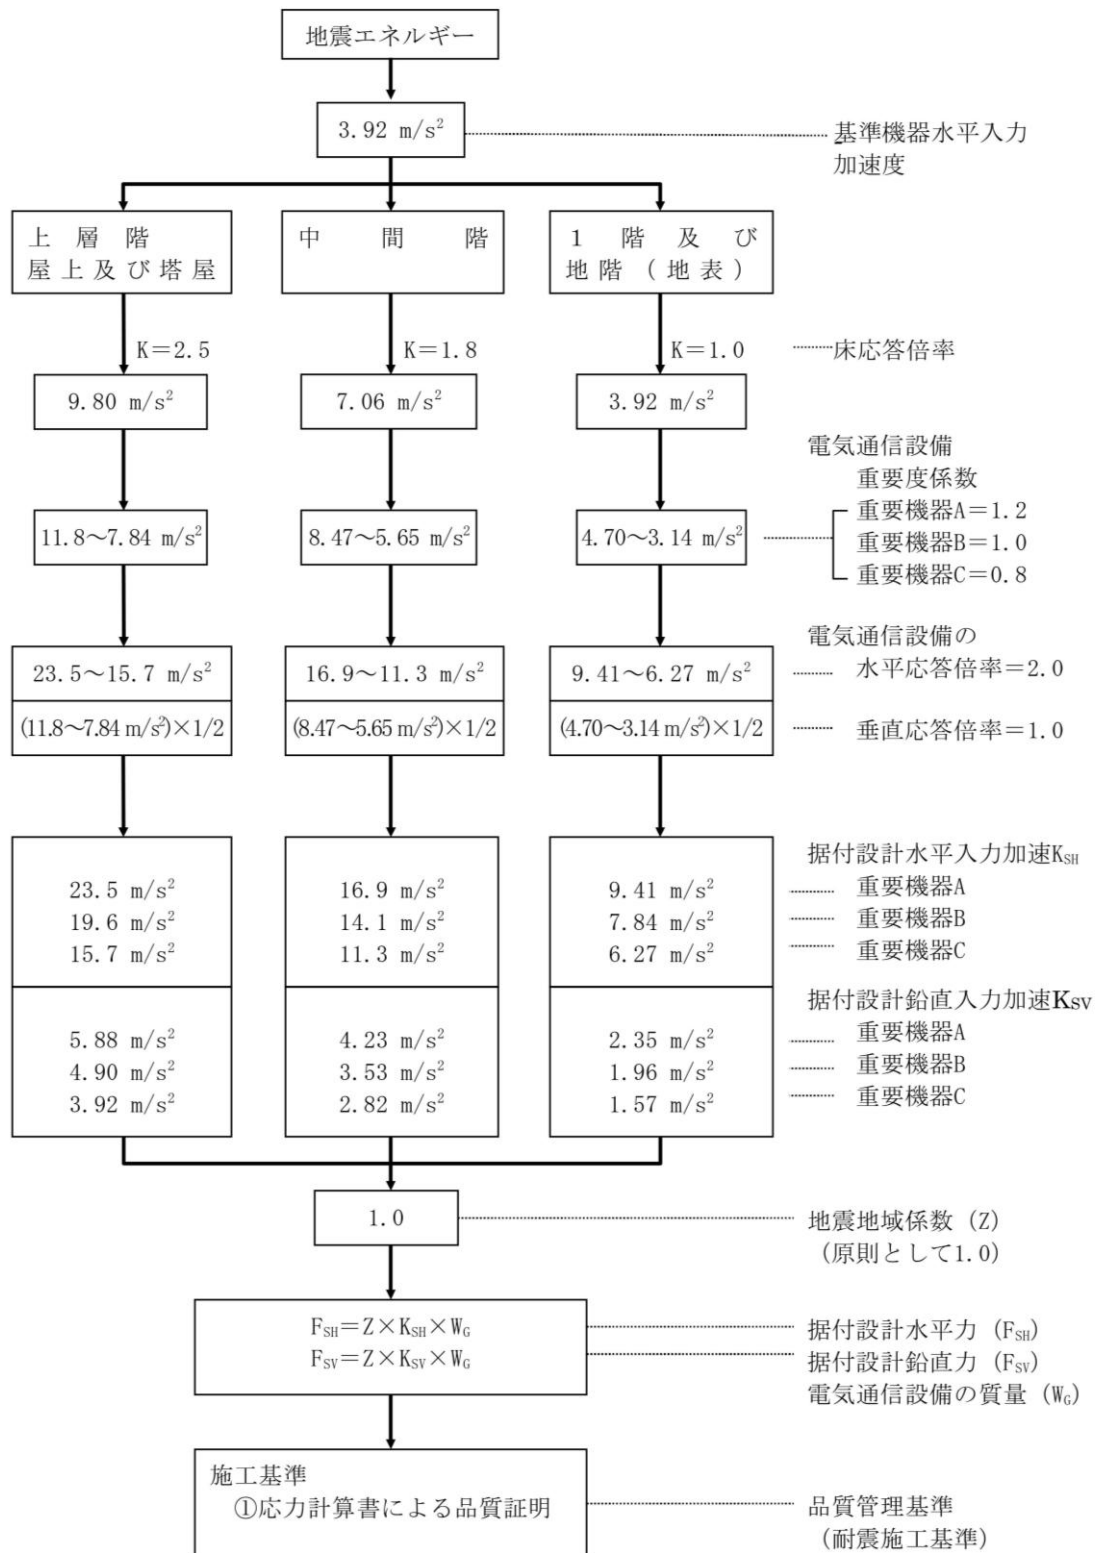 地震エネルギー
3.92 m/s²
基準機器水平入力
加速度
上層階
屋上及び塔屋
中間階
1階及び
地階(地表)
K=2.5
K=1.8
K=1.0
床応答倍率
9.80 m/s²
7.06 m/s²
3.92 m/s²
電気通信設備
重要度係数
重要機器A=1.2
重要機器B=1.0
重要機器C=0.8
11.8～7.84 m/s²
8.47～5.65 m/s²
4.70～3.14 m/s²
電気通信設備の
水平応答倍率=2.0
23.5～15.7 m/s²
16.9～11.3 m/s²
9.41～6.27 m/s²
(11.8～7.84 m/s²)×1/2
(8.47～5.65 m/s²)×1/2
(4.70～3.14 m/s²)×1/2
垂直応答倍率=1.0
据付設計水平入力加速K_SH
23.5 m/s²
16.9 m/s²
9.41 m/s²
重要機器A
19.6 m/s²
14.1 m/s²
7.84 m/s²
重要機器B
15.7 m/s²
11.3 m/s²
6.27 m/s²
重要機器C
据付設計鉛直入力加速K_SV
5.88 m/s²
4.23 m/s²
2.35 m/s²
重要機器A
4.90 m/s²
3.53 m/s²
1.96 m/s²
重要機器B
3.92 m/s²
2.82 m/s²
1.57 m/s²
重要機器C
1.0
地震地域係数(Z)
(原則として1.0)
F_SH=Z×K_SH×W_G
F_SV=Z×K_SV×W_G
据付設計水平力(F_SH)
据付設計鉛直力(F_SV)
電気通信設備の質量(W_G)
施工基準
①応力計算書による品質証明
品質管理基準
(耐震施工基準)